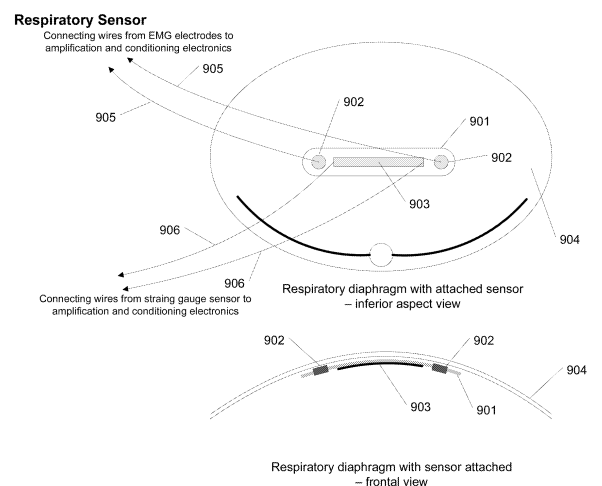 Respiratory Sensor
Connecting wires from EMG electrodes to
amplification and conditioning electronics
905
905
902
901
902
903
904
906
906
Connecting wires from straing gauge sensor to
amplification and conditioning electronics
Respiratory diaphragm with attached sensor
– inferior aspect view
902
902
904
903
901
Respiratory diaphragm with sensor attached
– frontal view